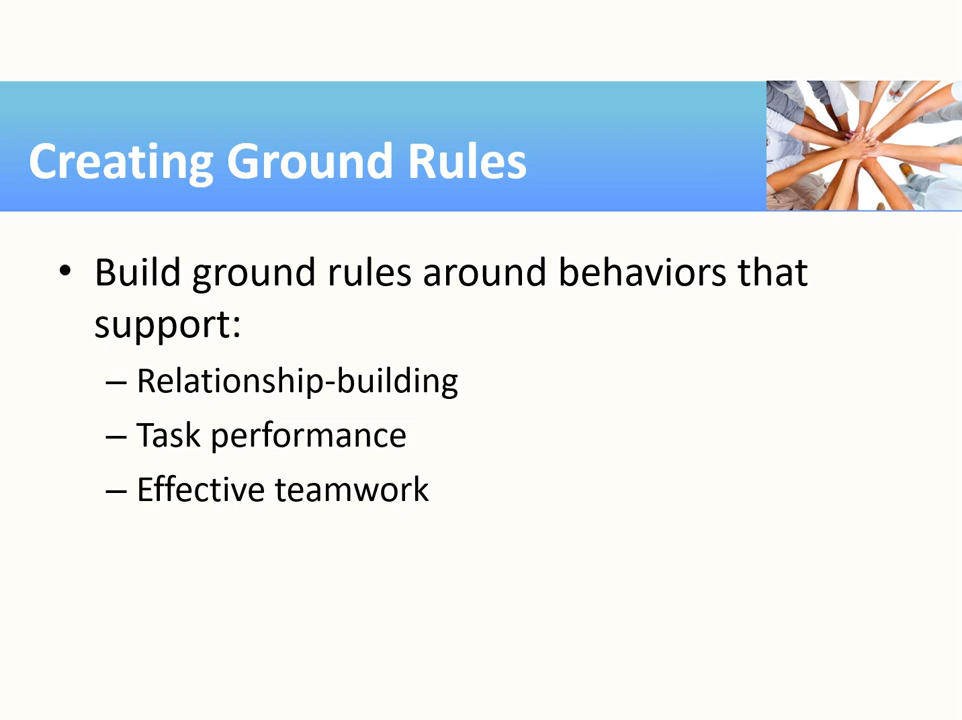 Creating Ground Rules
• Build ground rules around behaviors that
support:
– Relationship-building
– Task performance
– Effective teamwork